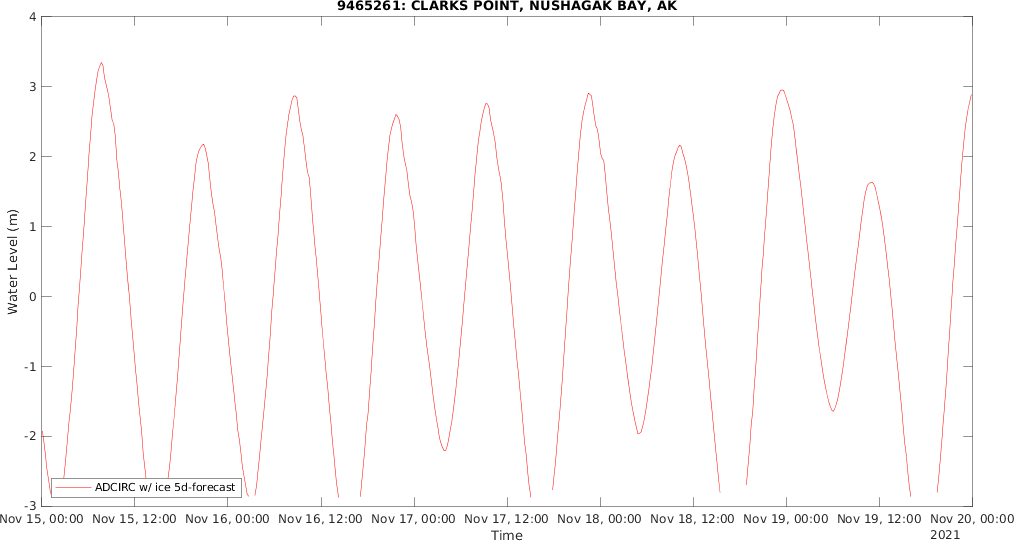 9465261: CLARKS POINT, NUSHAGAK BAY, AK
4
3
2
1
0
-1
-2
-3
Water Level (m)
ADCIRC w/ ice 5d-forecast
Nov 15, 00:00 Nov 15, 12:00 Nov 16, 00:00 Nov 16, 12:00 Nov 17, 00:00 Nov 17, 12:00 Nov 18, 00:00 Nov 18, 12:00 Nov 19, 00:00 Nov 19, 12:00 Nov 20, 00:00
Time
2021